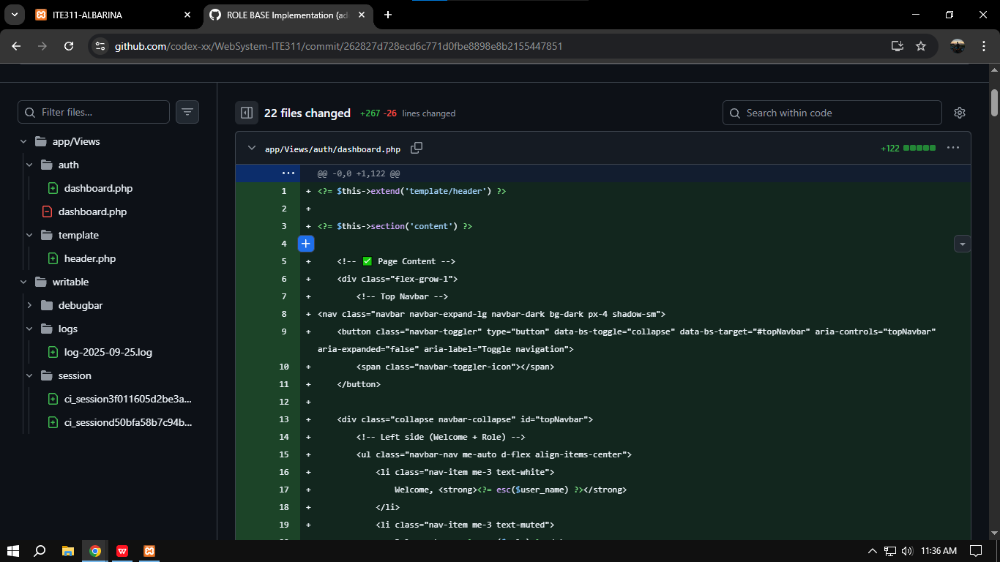 ITE311-ALBARINA
ROLE BASE Implementation (ad
github.com/codex-xx/WebSystem-ITE311/commit/262827d728ecd6c771d0fbe8898e8b2155447851
Filter files...
app/Views
auth
dashboard.php
dashboard.php
template
header.php
writable
debugbar
logs
log-2025-09-25.log
session
ci_session3f011605d2be3a...
ci_sessiond50bfa58b7c94b...
22 files changed +267 -26 lines changed
Search within code
app/Views/auth/dashboard.php
+122
@@ -0,0 +1,122 @@
1 + <?= $this->extend('template/header') ?>
2 +
3 + <?= $this->section('content') ?>
4 +
5 + <!-- ✅ Page Content -->
6 + <div class="flex-grow-1">
7 + <!-- Top Navbar -->
8 + <nav class="navbar navbar-expand-lg navbar-dark bg-dark px-4 shadow-sm">
9 + <button class="navbar-toggler" type="button" data-bs-toggle="collapse" data-bs-target="#topNavbar" aria-controls="topNavbar"
aria-expanded="false" aria-label="Toggle navigation">
10 + <span class="navbar-toggler-icon"></span>
11 + </button>
12 +
13 + <div class="collapse navbar-collapse" id="topNavbar">
14 + <!-- Left side (Welcome + Role) -->
15 + <ul class="navbar-nav me-auto d-flex align-items-center">
16 + <li class="nav-item me-3 text-white">
17 + Welcome, <strong><?= esc($user_name) ?></strong>
18 + </li>
19 + <li class="nav-item me-3 text-muted">
11:36 AM